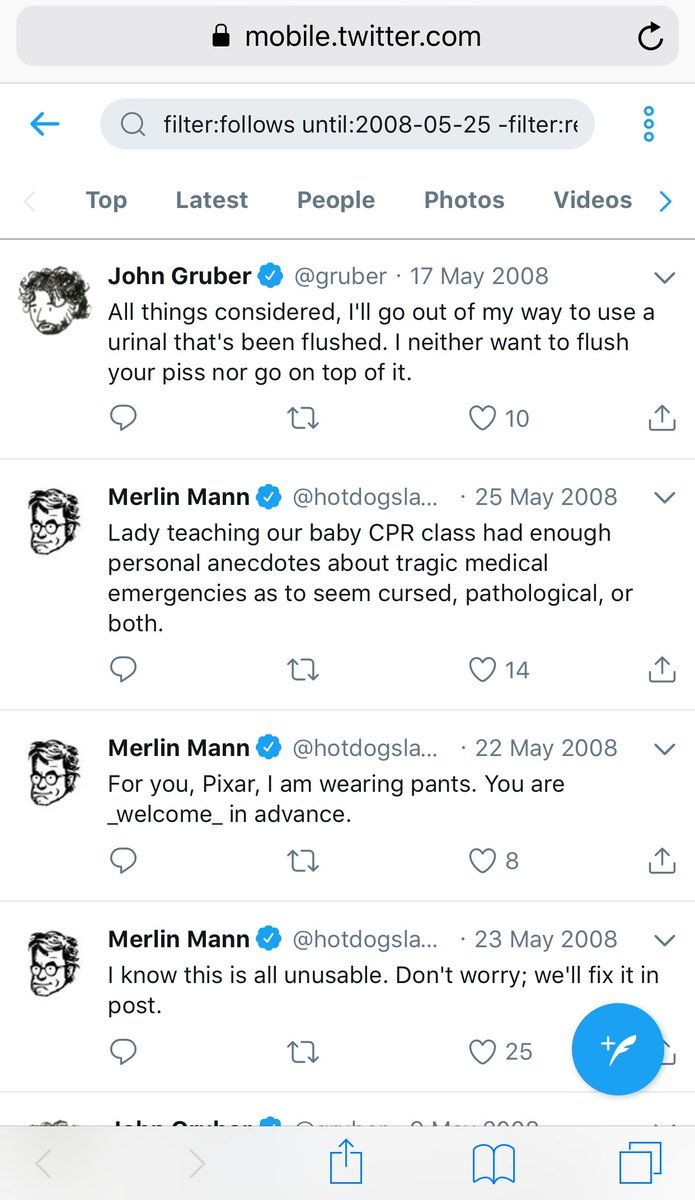 mobile.twitter.com
filter:follows until:2008-05-25 -filter:re
Top Latest People Photos Videos
John Gruber @gruber · 17 May 2008
All things considered, I'll go out of my way to use a
urinal that's been flushed. I neither want to flush
your piss nor go on top of it.
10
Merlin Mann @hotdogsla... · 25 May 2008
Lady teaching our baby CPR class had enough
personal anecdotes about tragic medical
emergencies as to seem cursed, pathological, or
both.
14
Merlin Mann @hotdogsla... · 22 May 2008
For you, Pixar, I am wearing pants. You are
_welcome_ in advance.
8
Merlin Mann @hotdogsla... · 23 May 2008
I know this is all unusable. Don't worry; we'll fix it in
post.
25
John Gruber @gruber